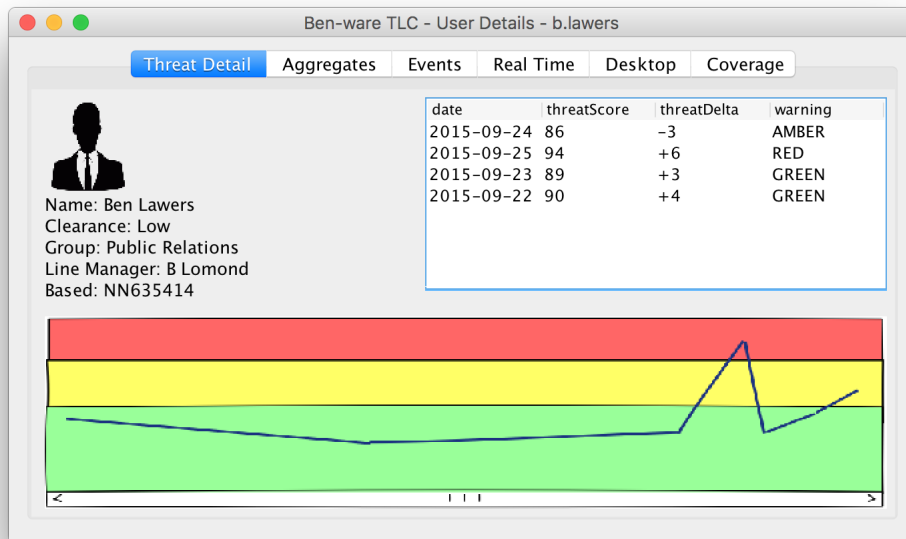 Ben-ware TLC - User Details - b.lawers
Threat Detail Aggregates Events Real Time Desktop Coverage
date threatScore threatDelta warning
2015-09-24 86 -3 AMBER
2015-09-25 94 +6 RED
2015-09-23 89 +3 GREEN
2015-09-22 90 +4 GREEN
Name: Ben Lawers
Clearance: Low
Group: Public Relations
Line Manager: B Lomond
Based: NN635414